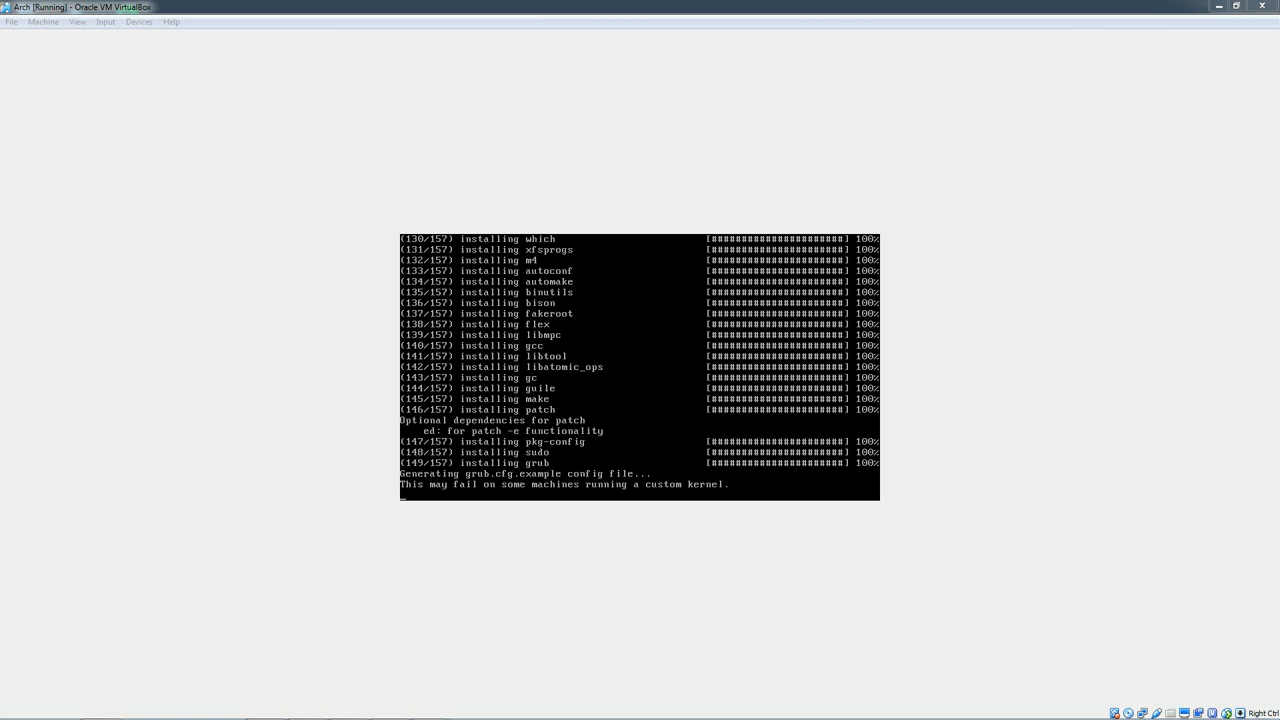 Arch [Running] - Oracle VM VirtualBox
File Machine View Input Devices Help
(130/157) installing which [######################] 100%
(131/157) installing xfsprogs [######################] 100%
(132/157) installing m4 [######################] 100%
(133/157) installing autoconf [######################] 100%
(134/157) installing automake [######################] 100%
(135/157) installing binutils [######################] 100%
(136/157) installing bison [######################] 100%
(137/157) installing fakeroot [######################] 100%
(138/157) installing flex [######################] 100%
(139/157) installing libmpc [######################] 100%
(140/157) installing gcc [######################] 100%
(141/157) installing libtool [######################] 100%
(142/157) installing libatomic_ops [######################] 100%
(143/157) installing gc [######################] 100%
(144/157) installing guile [######################] 100%
(145/157) installing make [######################] 100%
(146/157) installing patch [######################] 100%
Optional dependencies for patch
ed: for patch -e functionality
(147/157) installing pkg-config [######################] 100%
(148/157) installing sudo [######################] 100%
(149/157) installing grub [######################] 100%
Generating grub.cfg.example config file...
This may fail on some machines running a custom kernel.
_
Right Ctrl